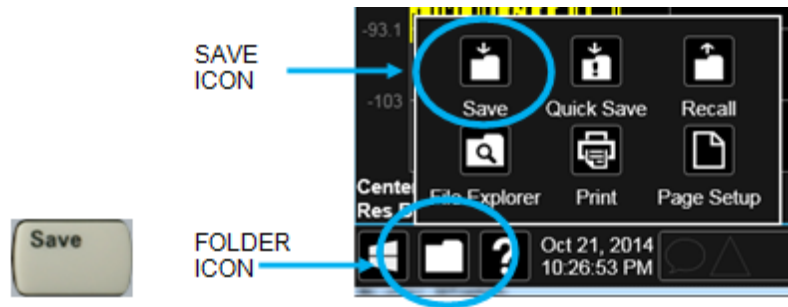 SAVE
ICON
-93.1
-103
Save
Quick Save
Recall
File Explorer
Print
Page Setup
Center
Res B
Save
FOLDER
ICON
?
Oct 21, 2014
10:26:53 PM